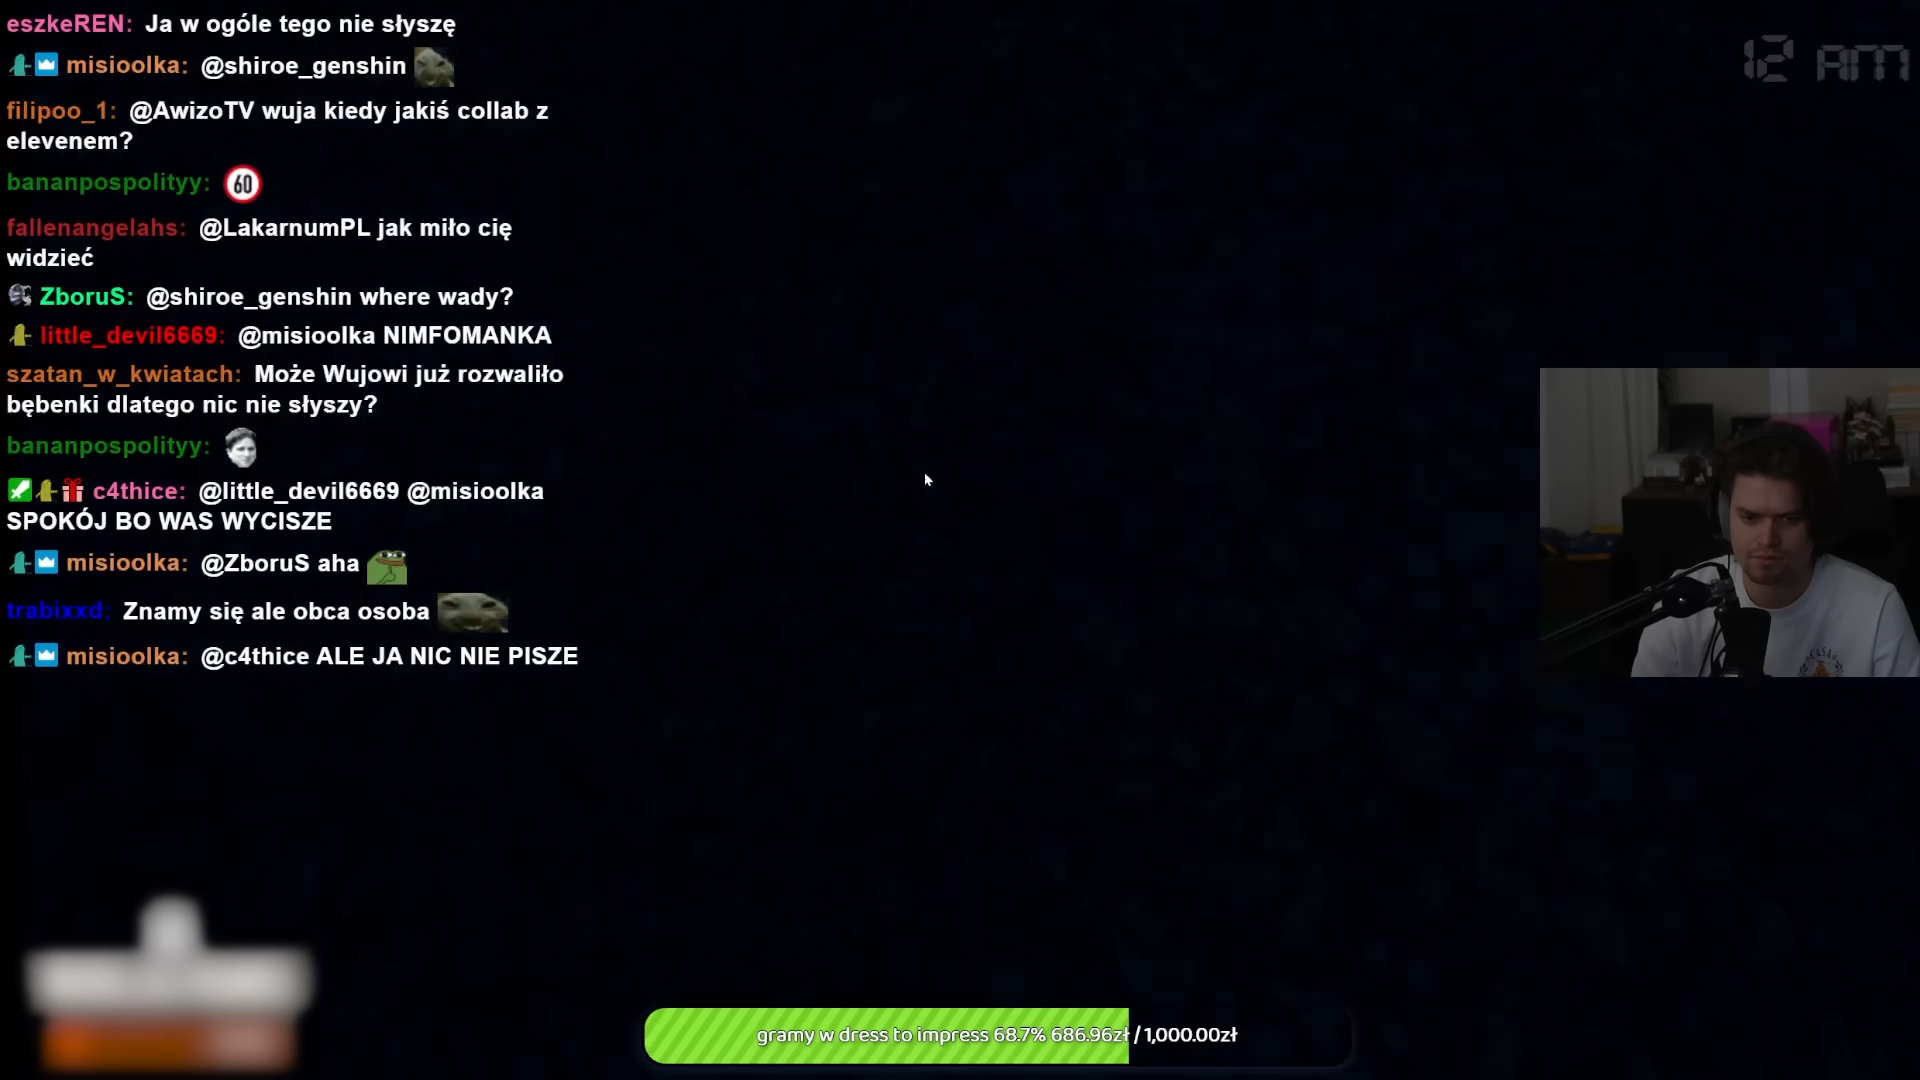 eszkeREN: Ja w ogóle tego nie słyszę
misioolka: @shiroe_genshin
filipoo_1: @AwizoTV wuja kiedy jakiś collab z
elevenem?
bananpospolityy: 60
fallenangelahs: @LakarnumPL jak miło cię
widzieć
ZboruS: @shiroe_genshin where wady?
little_devil6669: @misioolka NIMFOMANKA
szatan_w_kwiatach: Może Wujowi już rozwaliło
bębenki dlatego nic nie słyszy?
bananpospolityy:
c4thice: @little_devil6669 @misioolka
SPOKÓJ BO WAS WYCISZE
misioolka: @ZboruS aha
trabixxd: Znamy się ale obca osoba
misioolka: @c4thice ALE JA NIC NIE PISZE
12 AM
CASA
gramy w dress to impress 68.7% 686.96zł / 1,000.00zł